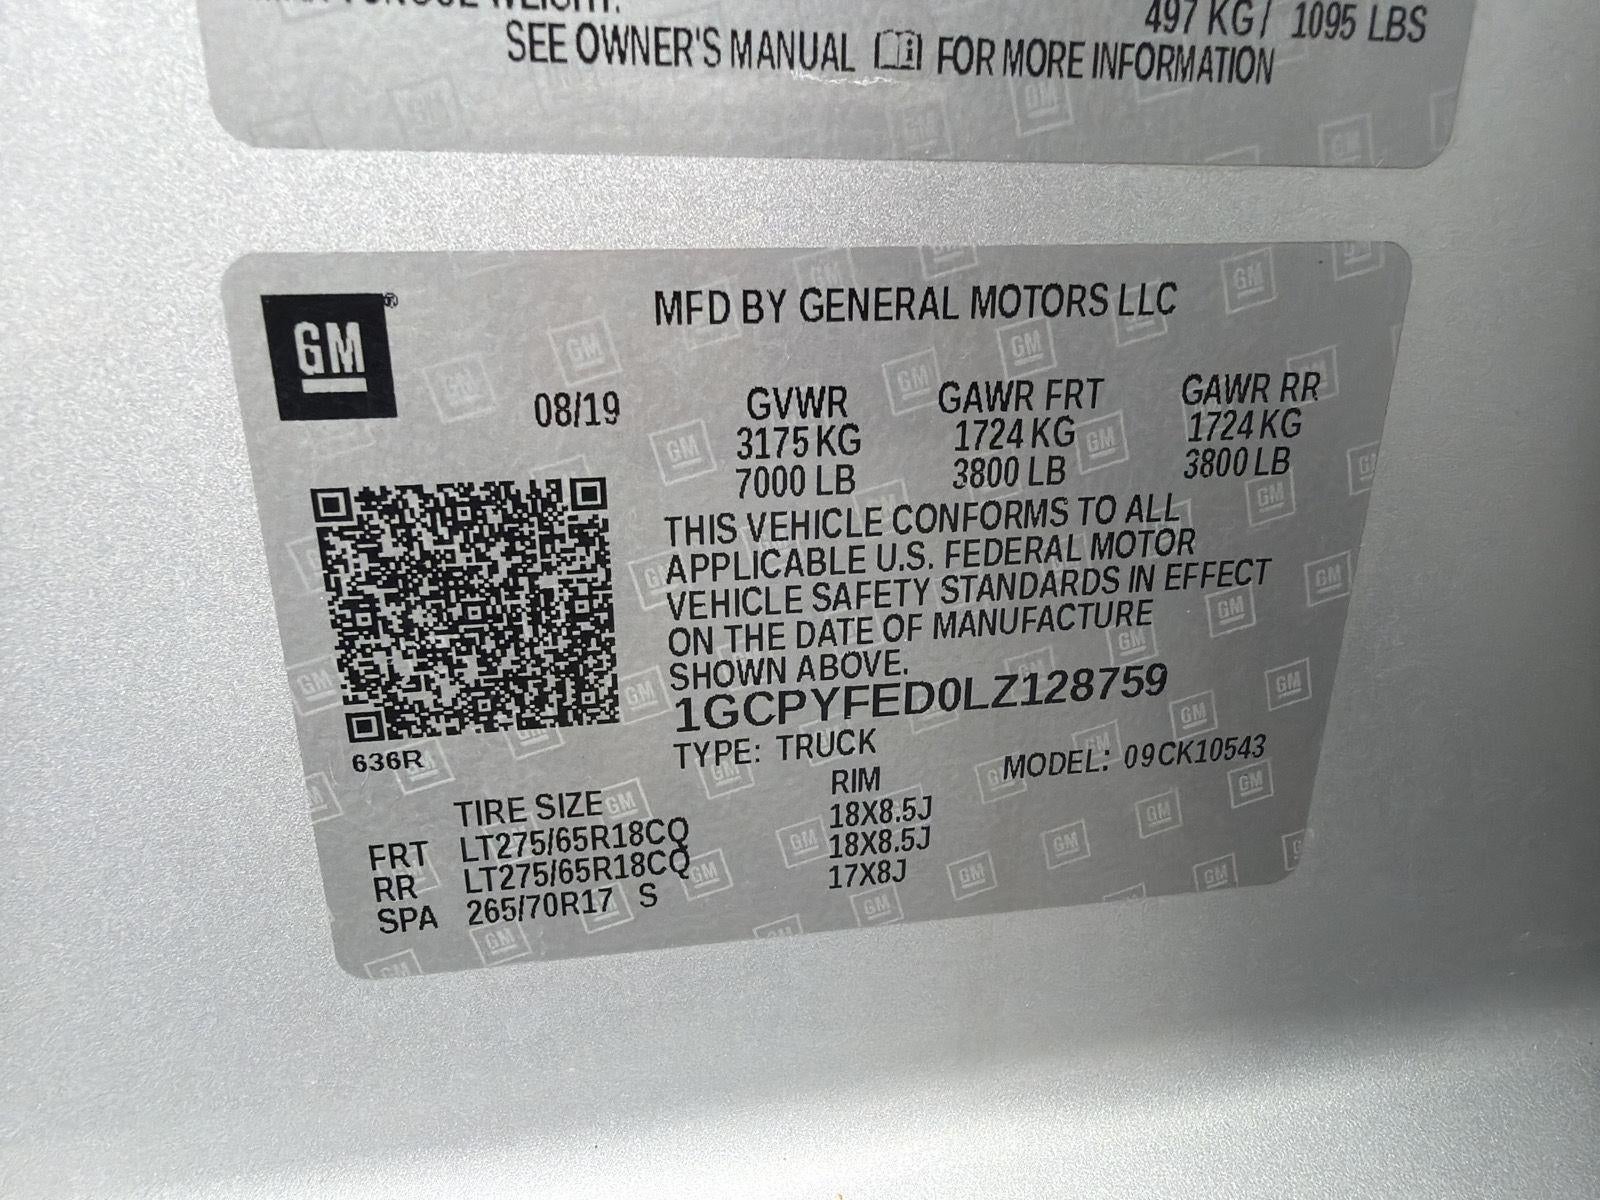 WEIGHT:
497 KG/ 1095 LBS
SEE OWNER'S MANUAL FOR MORE INFORMATION
GM®
MFD BY GENERAL MOTORS LLC
08/19 GVWR GAWR FRT GAWR RR
3175 KG 1724 KG 1724 KG
7000 LB 3800 LB 3800 LB
THIS VEHICLE CONFORMS TO ALL
APPLICABLE U.S. FEDERAL MOTOR
VEHICLE SAFETY STANDARDS IN EFFECT
ON THE DATE OF MANUFACTURE
SHOWN ABOVE.
1GCPYFED0LZ128759
636R
TYPE: TRUCK MODEL: 09CK10543
TIRE SIZE RIM
FRT LT275/65R18CQ 18X8.5J
RR LT275/65R18CQ 18X8.5J
SPA 265/70R17 S 17X8J